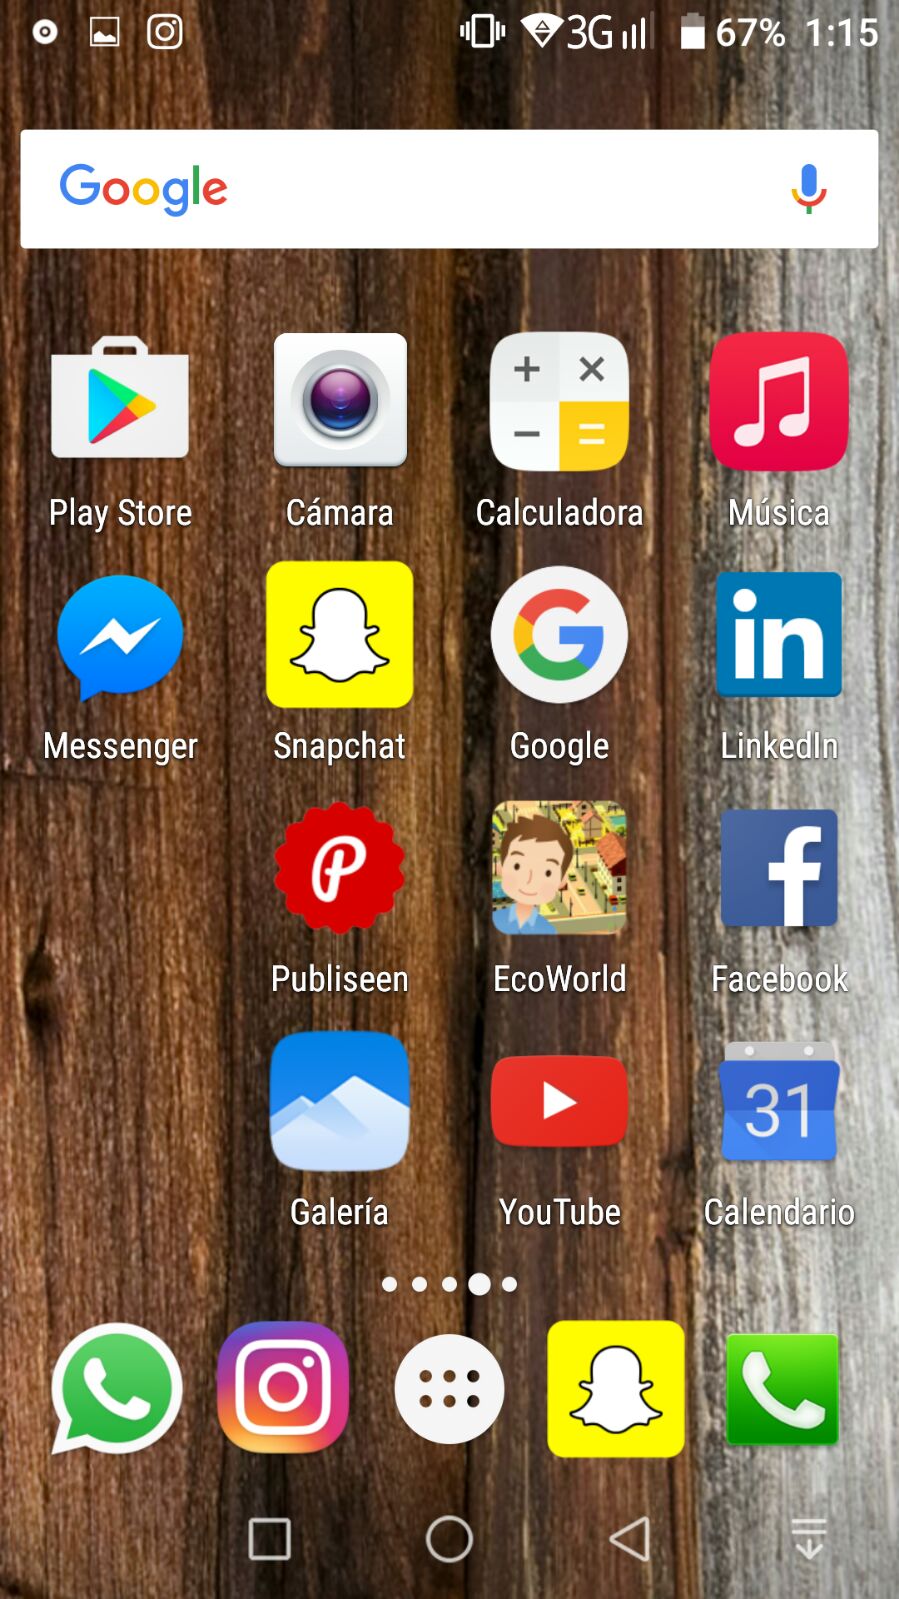 3G 67% 1:15
Google
Play Store Cámara Calculadora Música
in
Messenger Snapchat Google LinkedIn
P f
Publiseen EcoWorld Facebook
31
Galería YouTube Calendario